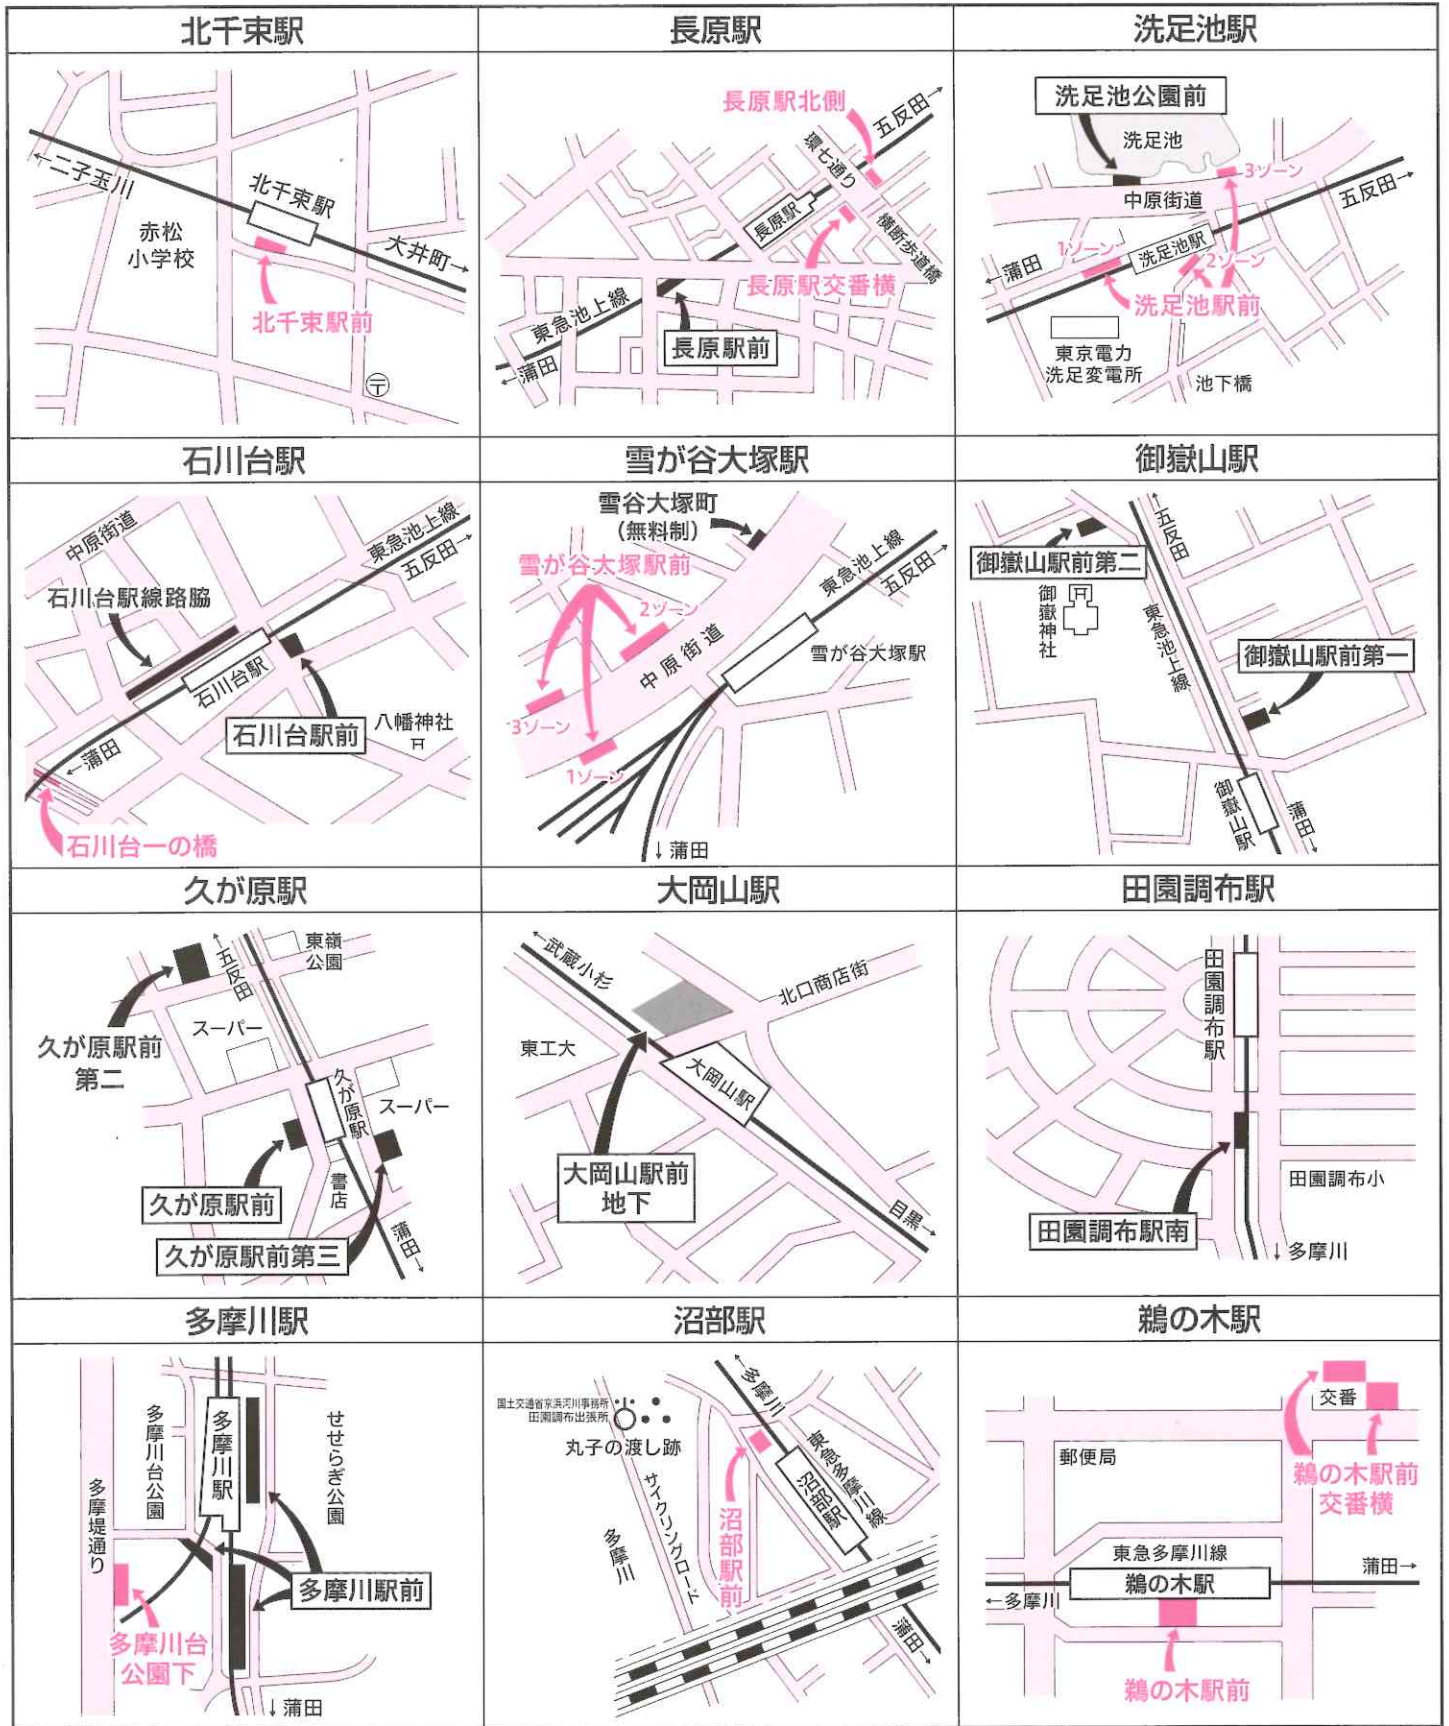 北千束駅
←二子玉川
北千束駅
赤松
小学校
大井町→
北千束駅前
〒
長原駅
長原駅北側
五反田→
環七通り
長原駅
横断歩道橋
長原駅交番横
東急池上線
長原駅前
←蒲田
洗足池駅
洗足池公園前
洗足池
3ゾーン
中原街道
五反田→
1ゾーン
洗足池駅
2ゾーン
←蒲田
洗足池駅前
東京電力
洗足変電所
池下橋
石川台駅
中原街道
東急池上線
五反田→
石川台駅線路脇
石川台駅
石川台駅前
八幡神社
←蒲田
石川台一の橋
雪が谷大塚駅
雪谷大塚町
(無料制)
雪が谷大塚駅前
東急池上線
五反田→
2ゾーン
中原街道
雪が谷大塚駅
3ゾーン
1ゾーン
↓蒲田
御嶽山駅
←五反田
御嶽山駅前第二
御嶽神社
東急池上線
御嶽山駅前第一
御嶽山駅
蒲田→
久が原駅
←五反田
東嶺
公園
スーパー
久が原駅前
第二
久が原駅
スーパー
久が原駅前
書店
蒲田→
久が原駅前第三
大岡山駅
←武蔵小杉
北口商店街
東工大
大岡山駅
大岡山駅前
地下
目黒→
田園調布駅
田園調布駅
田園調布小
田園調布駅南
↓多摩川
多摩川駅
多摩川台公園
多摩川駅
せせらぎ公園
多摩堤通り
多摩川駅前
多摩川台
公園下
↓蒲田
沼部駅
国土交通省京浜河川事務所
田園調布出張所
←多摩川
丸子の渡し跡
東急多摩川線
サイクリングロード
沼部駅
多摩川
沼部駅前
蒲田→
鵜の木駅
交番
郵便局
鵜の木駅前
交番横
東急多摩川線
蒲田→
鵜の木駅
←多摩川
鵜の木駅前